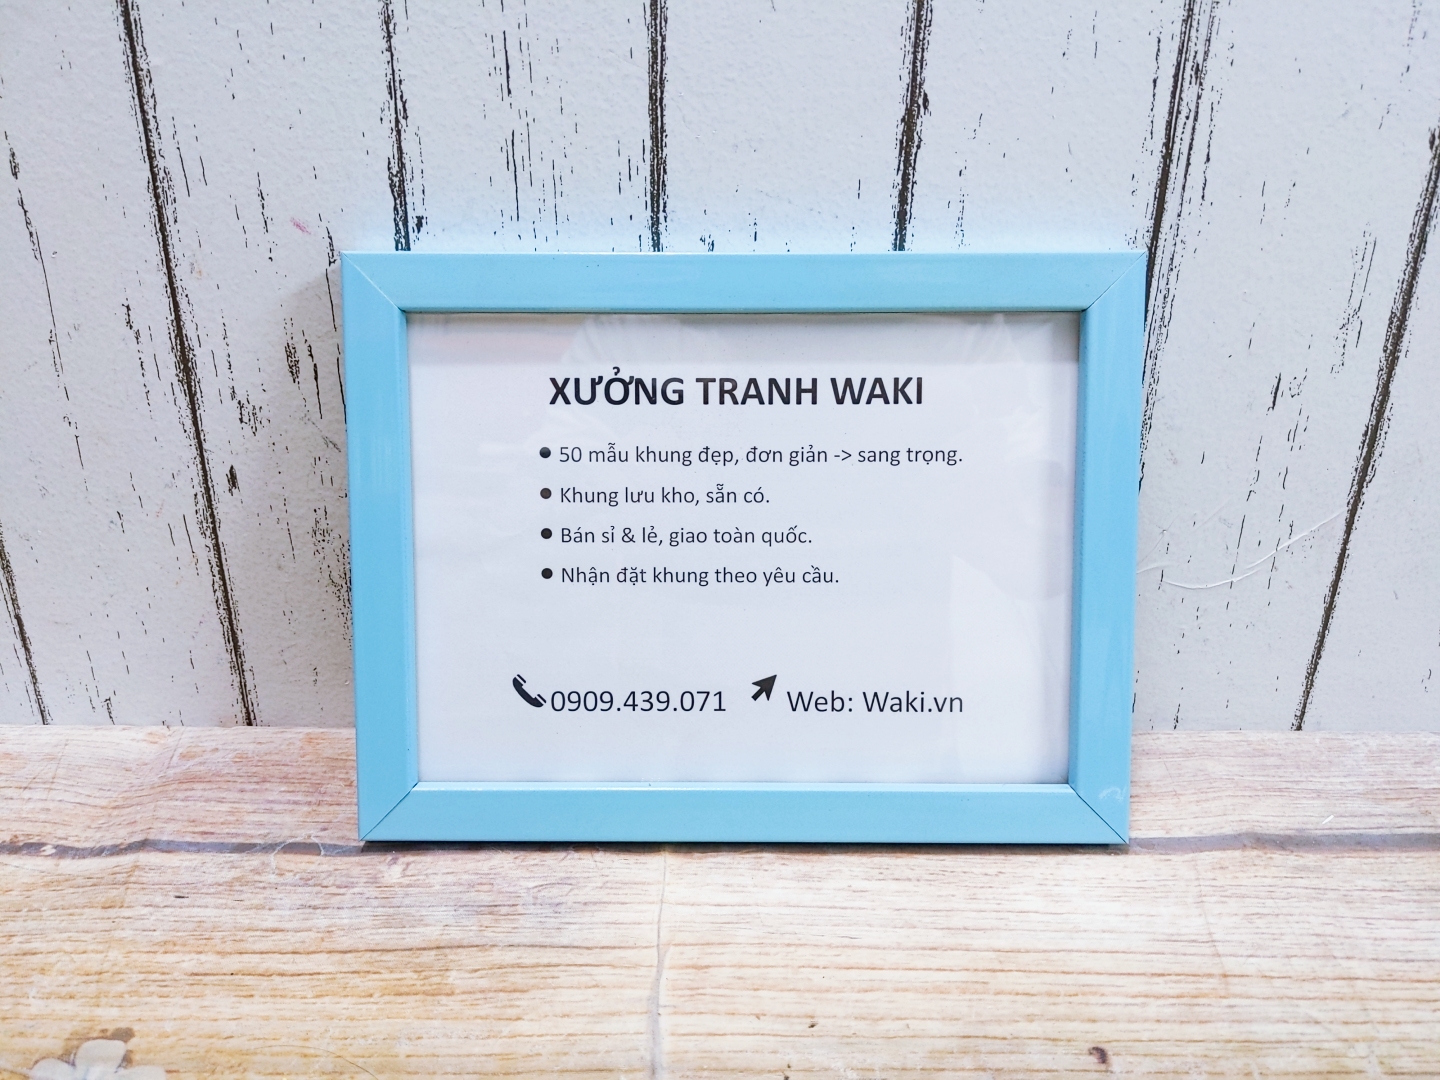 XƯỞNG TRANH WAKI
● 50 mẫu khung đẹp, đơn giản -> sang trọng.
● Khung lưu kho, sẵn có.
● Bán sỉ & lẻ, giao toàn quốc.
● Nhận đặt khung theo yêu cầu.
0909.439.071 Web: Waki.vn